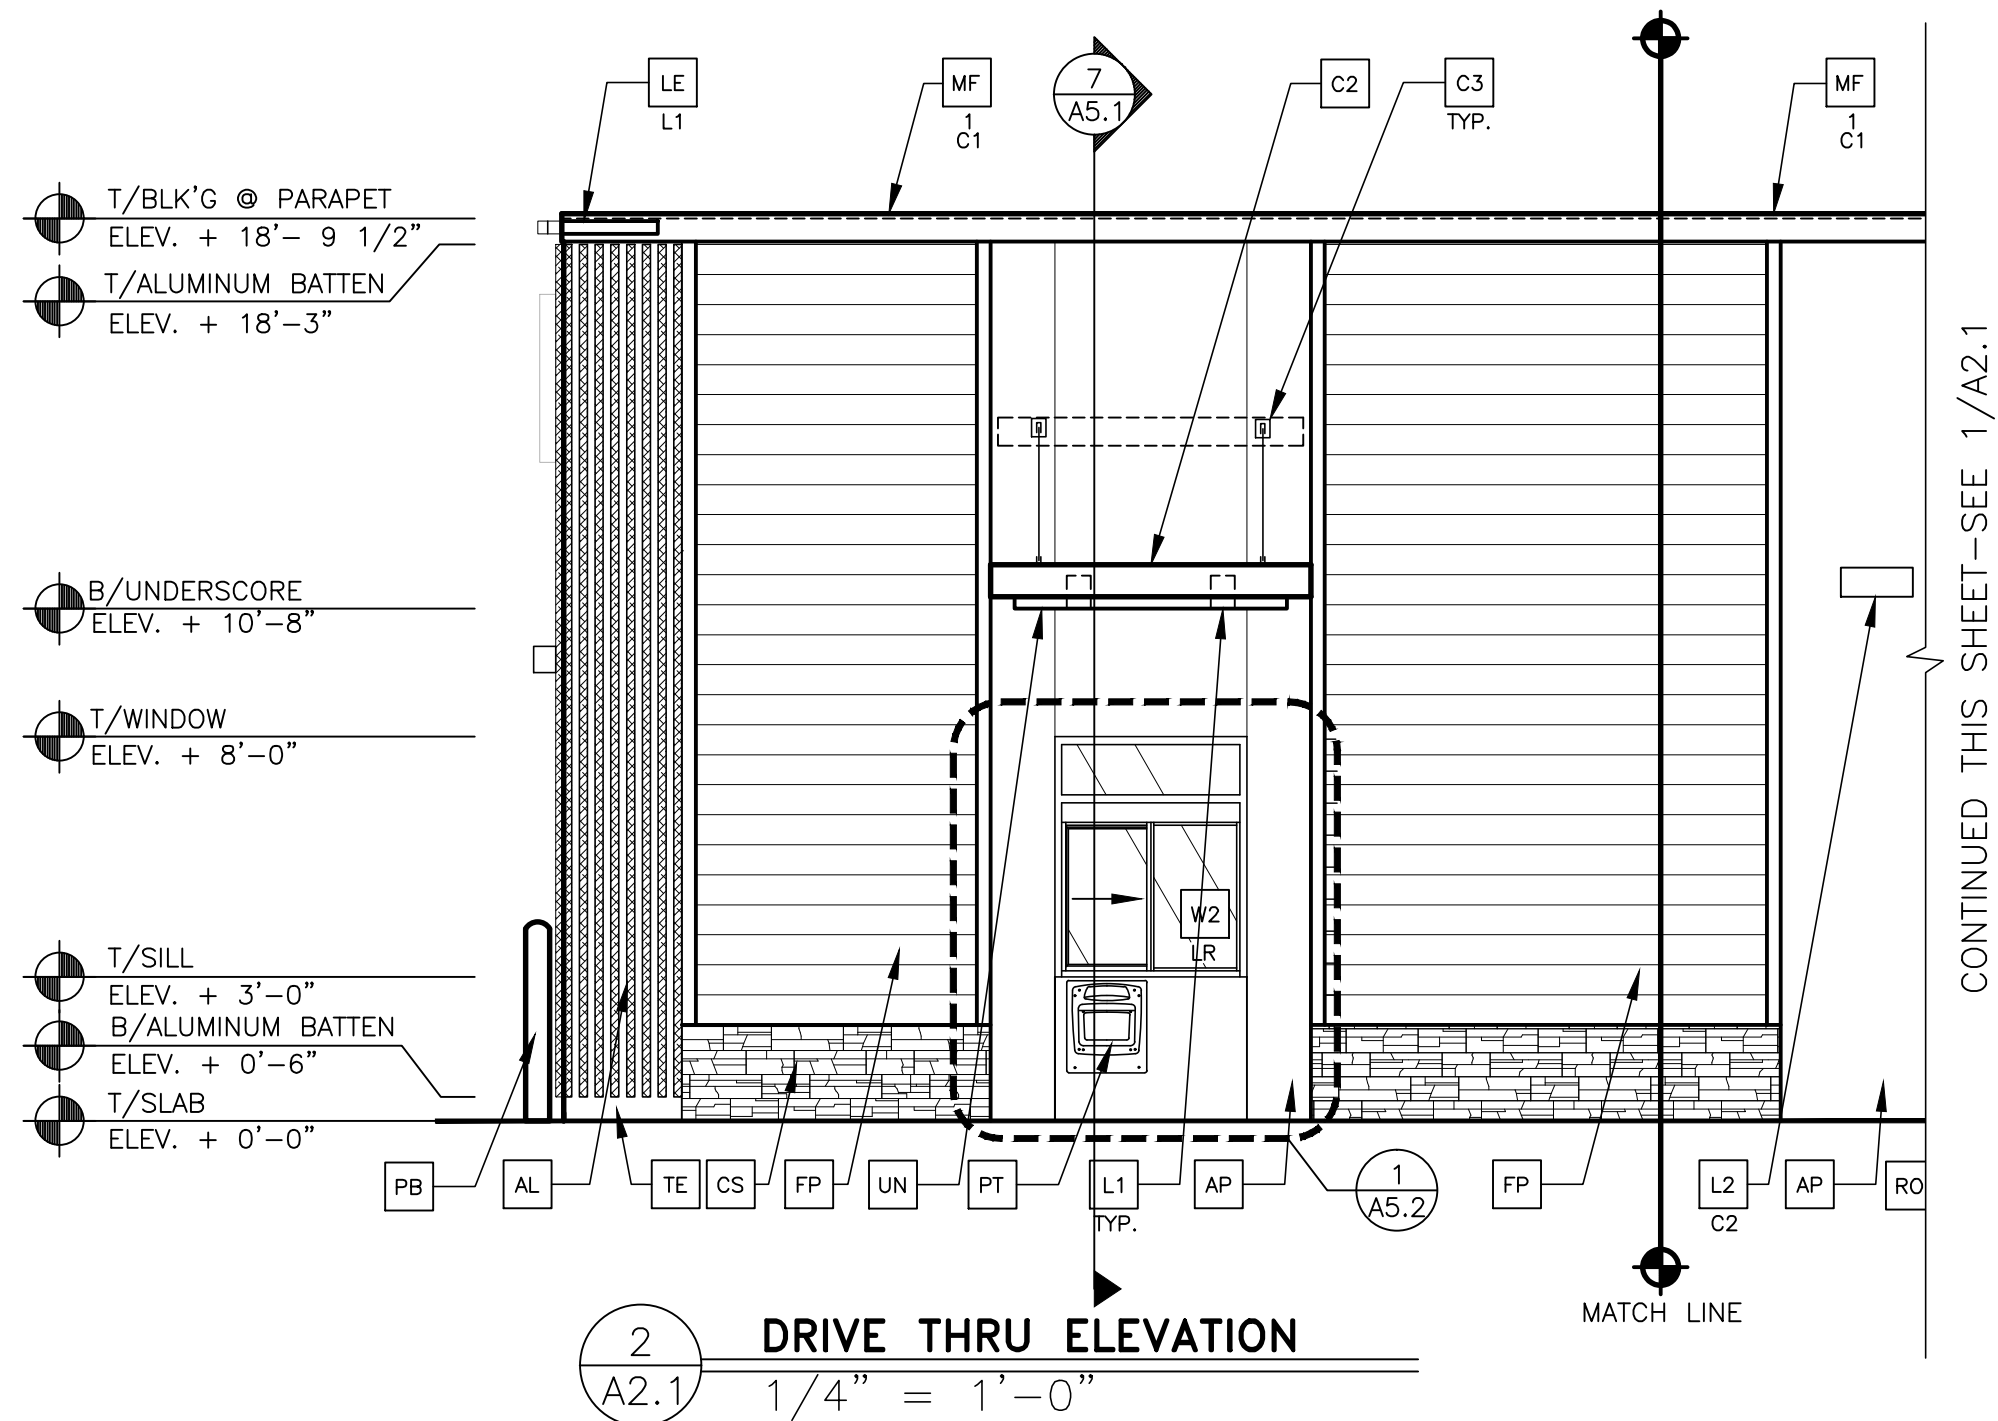 LE
L1
MF
1
C1
7
A5.1
C2
C3
TYP.
MF
1
C1
T/BLK'G @ PARAPET
ELEV. + 18'- 9 1/2"
T/ALUMINUM BATTEN
ELEV. + 18'-3"
B/UNDERSCORE
ELEV. + 10'-8"
T/WINDOW
ELEV. + 8'-0"
T/SILL
ELEV. + 3'-0"
B/ALUMINUM BATTEN
ELEV. + 0'-6"
T/SLAB
ELEV. + 0'-0"
W2
LR
CONTINUED THIS SHEET-SEE 1/A2.1
PB
AL
TE
CS
FP
UN
PT
L1
TYP.
AP
1
A5.2
FP
L2
C2
AP
RO
MATCH LINE
2
A2.1
DRIVE THRU ELEVATION
1/4" = 1'-0"